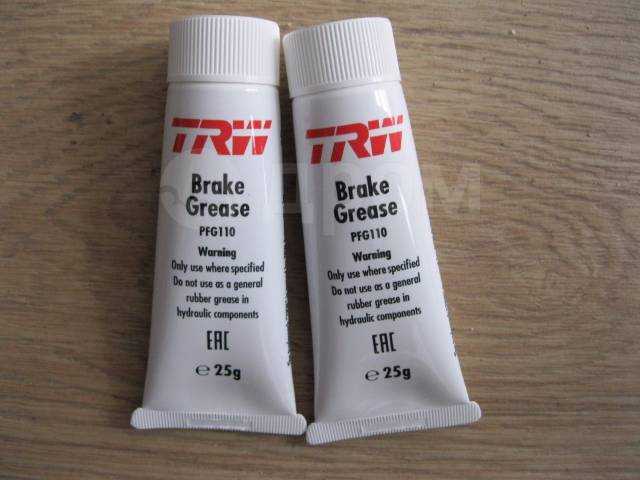 TRW
Brake
Grease
PFG110
Warning
Only use where specified
Do not use as a general
rubber grease in
hydraulic components
EAC
℮ 25g
TRW
Brake
Grease
PFG110
Warning
Only use where specified
Do not use as a general
rubber grease in
hydraulic components
EAC
℮ 25g
дром